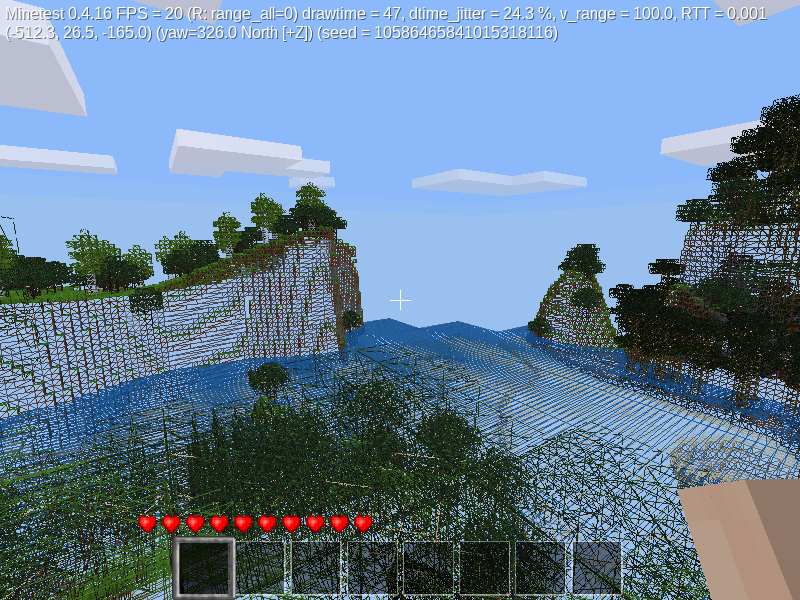 Minetest 0.4.16 FPS = 20 (R: range_all=0) drawtime = 47, dtime_jitter = 24.3 %, v_range = 100.0, RTT = 0.001
(-512.3, 26.5, -165.0) (yaw=326.0 North [+Z]) (seed = 10586465841015318116)